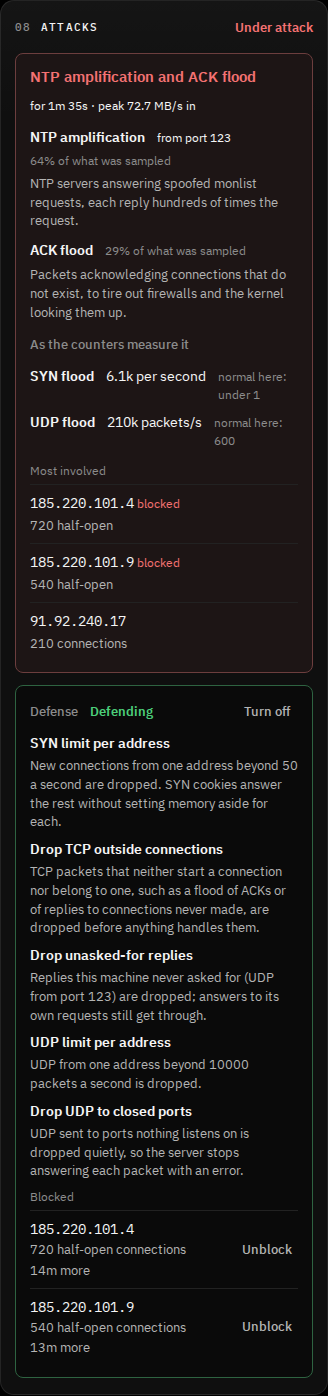 08 ATTACKS Under attack
NTP amplification and ACK flood
for 1m 35s · peak 72.7 MB/s in
NTP amplification from port 123
64% of what was sampled
NTP servers answering spoofed monlist
requests, each reply hundreds of times the
request.
ACK flood 29% of what was sampled
Packets acknowledging connections that do
not exist, to tire out firewalls and the kernel
looking them up.
As the counters measure it
SYN flood 6.1k per second normal here:
under 1
UDP flood 210k packets/s normal here:
600
Most involved
185.220.101.4 blocked
720 half-open
185.220.101.9 blocked
540 half-open
91.92.240.17
210 connections
Defense Defending Turn off
SYN limit per address
New connections from one address beyond 50
a second are dropped. SYN cookies answer
the rest without setting memory aside for
each.
Drop TCP outside connections
TCP packets that neither start a connection
nor belong to one, such as a flood of ACKs or
of replies to connections never made, are
dropped before anything handles them.
Drop unasked-for replies
Replies this machine never asked for (UDP
from port 123) are dropped; answers to its
own requests still get through.
UDP limit per address
UDP from one address beyond 10000
packets a second is dropped.
Drop UDP to closed ports
UDP sent to ports nothing listens on is
dropped quietly, so the server stops
answering each packet with an error.
Blocked
185.220.101.4
720 half-open connections Unblock
14m more
185.220.101.9
540 half-open connections Unblock
13m more